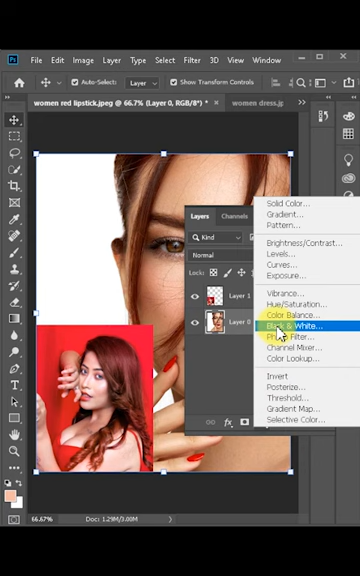 Ps File Edit Image Layer Type Select Filter 3D View Window
Auto-Select: Layer Show Transform Controls
women red lipstick.jpeg @ 66.7% (Layer 0, RGB/8*) * × women dress.j
Layers Channels
Kind
Normal
Lock:
Layer 1
Layer 0
fx
Solid Color...
Gradient...
Pattern...
Brightness/Contrast...
Levels...
Curves...
Exposure...
Vibrance...
Hue/Saturation...
Color Balance...
Black & White...
Photo Filter...
Channel Mixer...
Color Lookup...
Invert
Posterize...
Threshold...
Gradient Map...
Selective Color...
T
66.67% Doc: 1.29M/3.00M